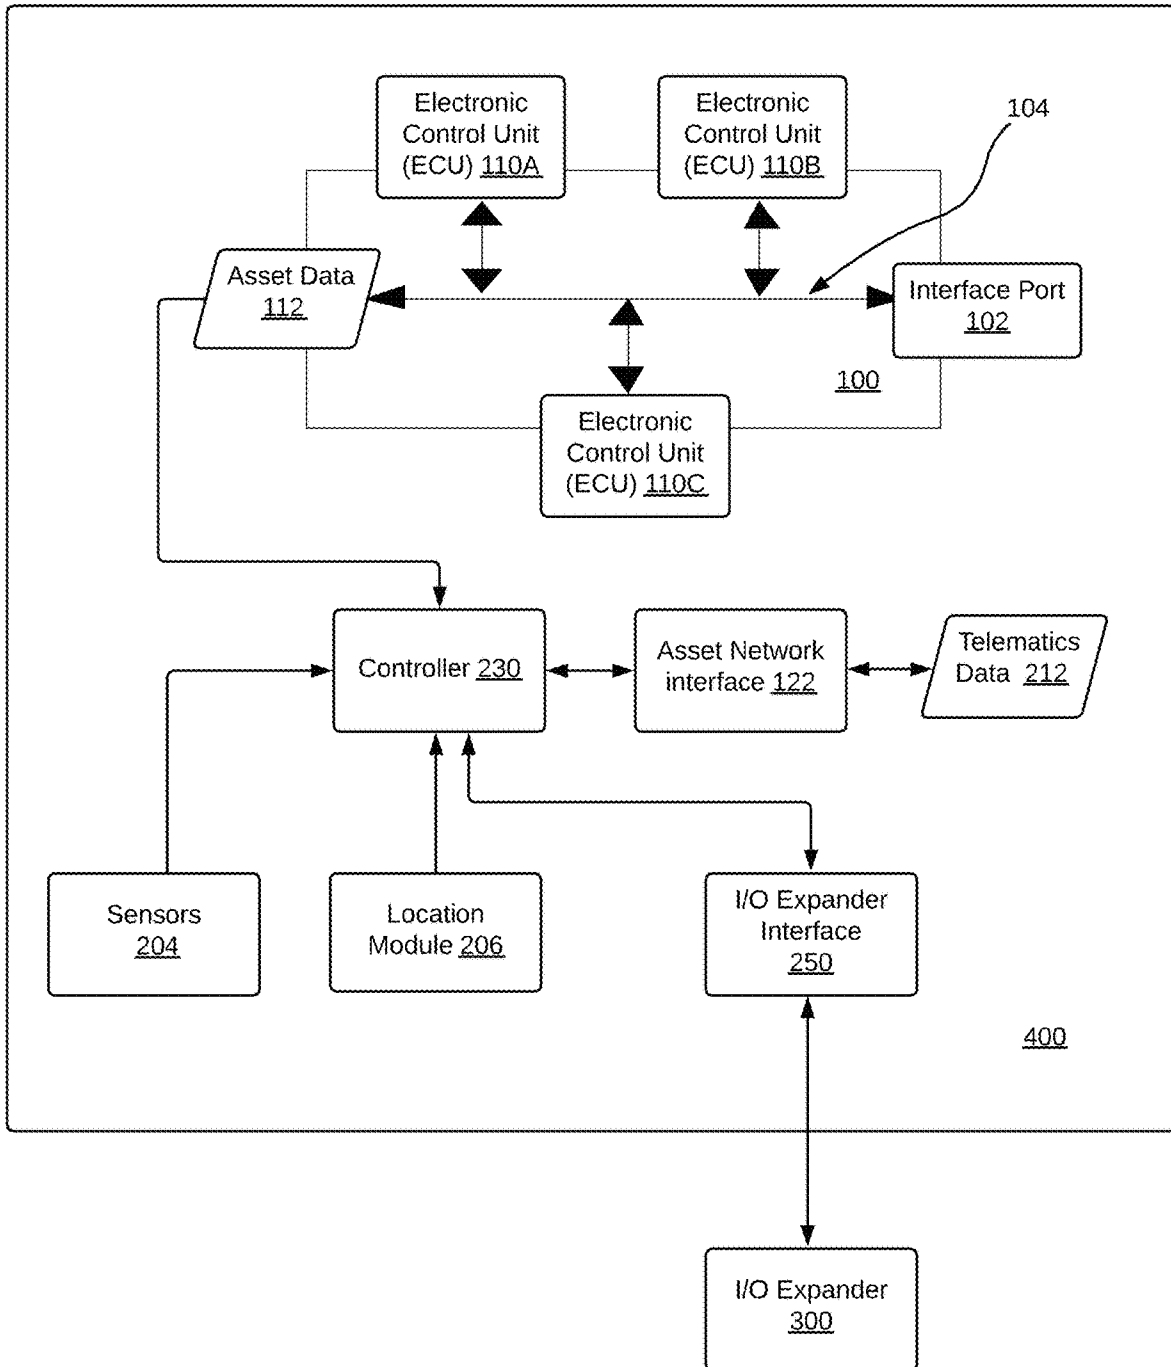 Electronic
Control Unit
(ECU) 110A
Electronic
Control Unit
(ECU) 110B
104
Asset Data
112
Interface Port
102
100
Electronic
Control Unit
(ECU) 110C
Controller 230
Asset Network
interface 122
Telematics
Data 212
Sensors
204
Location
Module 206
I/O Expander
Interface
250
400
I/O Expander
300